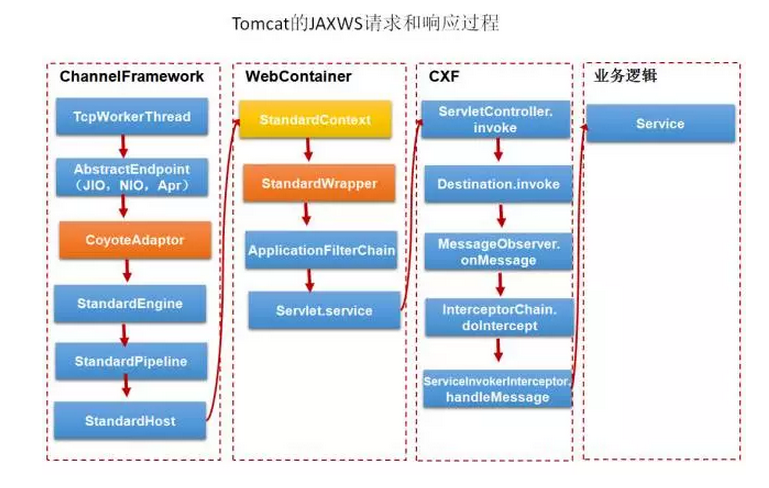 Tomcat的JAXWS请求和响应过程
ChannelFramework
TcpWorkerThread
AbstractEndpoint
(JIO, NIO, Apr)
CoyoteAdaptor
StandardEngine
StandardPipeline
StandardHost
WebContainer
StandardContext
StandardWrapper
ApplicationFilterChain
Servlet.service
CXF
ServletController.
invoke
Destination.invoke
MessageObserver.
onMessage
InterceptorChain.
doIntercept
ServiceInvokerInterceptor.
handleMessage
业务逻辑
Service